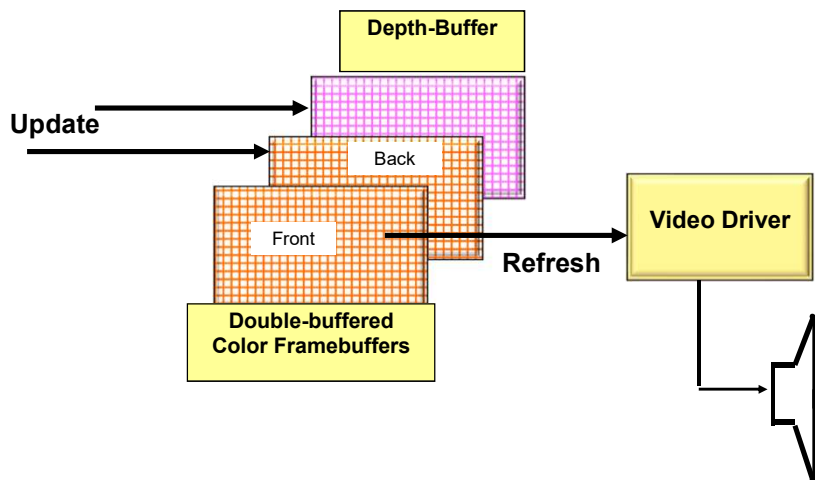 Depth-Buffer
Update
Back
Front
Video Driver
Refresh
Double-buffered
Color Framebuffers